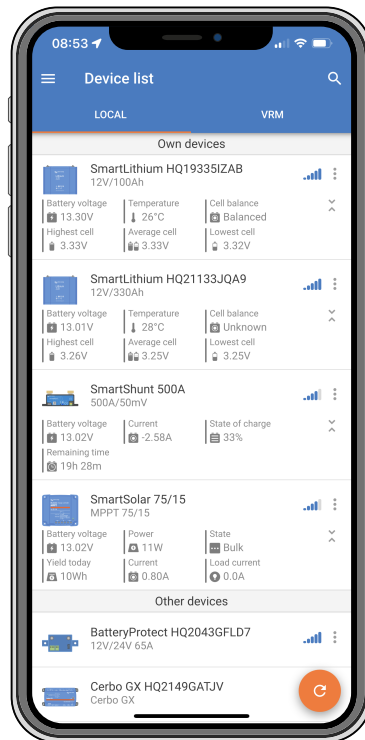 08:53
Device list
LOCAL VRM
Own devices
SmartLithium HQ19335IZAB
12V/100Ah
Battery voltage Temperature Cell balance
13.30V 26°C Balanced
Highest cell Average cell Lowest cell
3.33V 3.33V 3.32V
SmartLithium HQ21133JQA9
12V/330Ah
Battery voltage Temperature Cell balance
13.01V 28°C Unknown
Highest cell Average cell Lowest cell
3.26V 3.25V 3.25V
SmartShunt 500A
500A/50mV
Battery voltage Current State of charge
13.02V -2.58A 33%
Remaining time
19h 28m
SmartSolar 75/15
MPPT 75/15
Battery voltage Power State
13.02V 11W Bulk
Yield today Current Load current
10Wh 0.80A 0.0A
Other devices
BatteryProtect HQ2043GFLD7
12V/24V 65A
Cerbo GX HQ2149GATJV
Cerbo GX